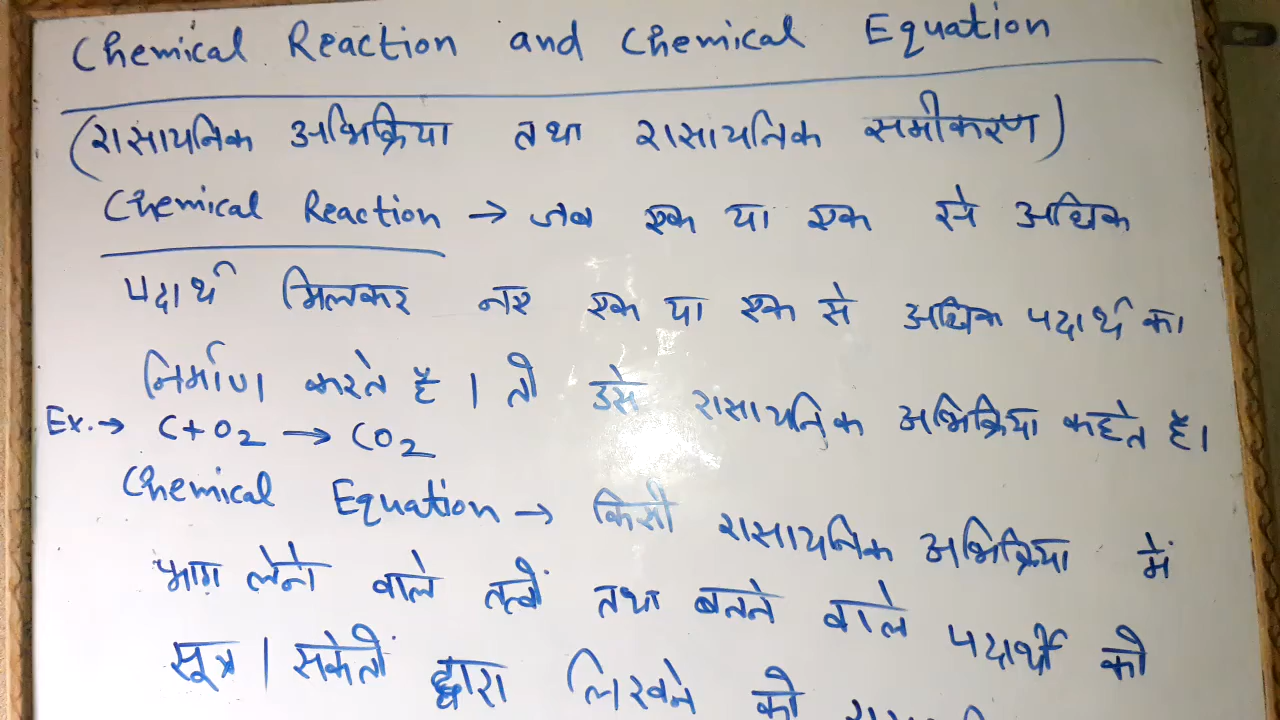 Chemical Reaction and Chemical Equation
(रासायनिक अभिक्रिया तथा रासायनिक समीकरण)
Chemical Reaction → जब एक या एक से अधिक
पदार्थ मिलकर नए एक या एक से अधिक पदार्थ का
निर्माण करते है । तो उसे रासायनिक अभिक्रिया कहते है।
Ex. → C+O2 → CO2
Chemical Equation → किसी रासायनिक अभिक्रिया में
भाग लेने वाले तत्वों तथा बनने वाले पदार्थो को
सूत्र । संकेतों द्वारा लिखने को